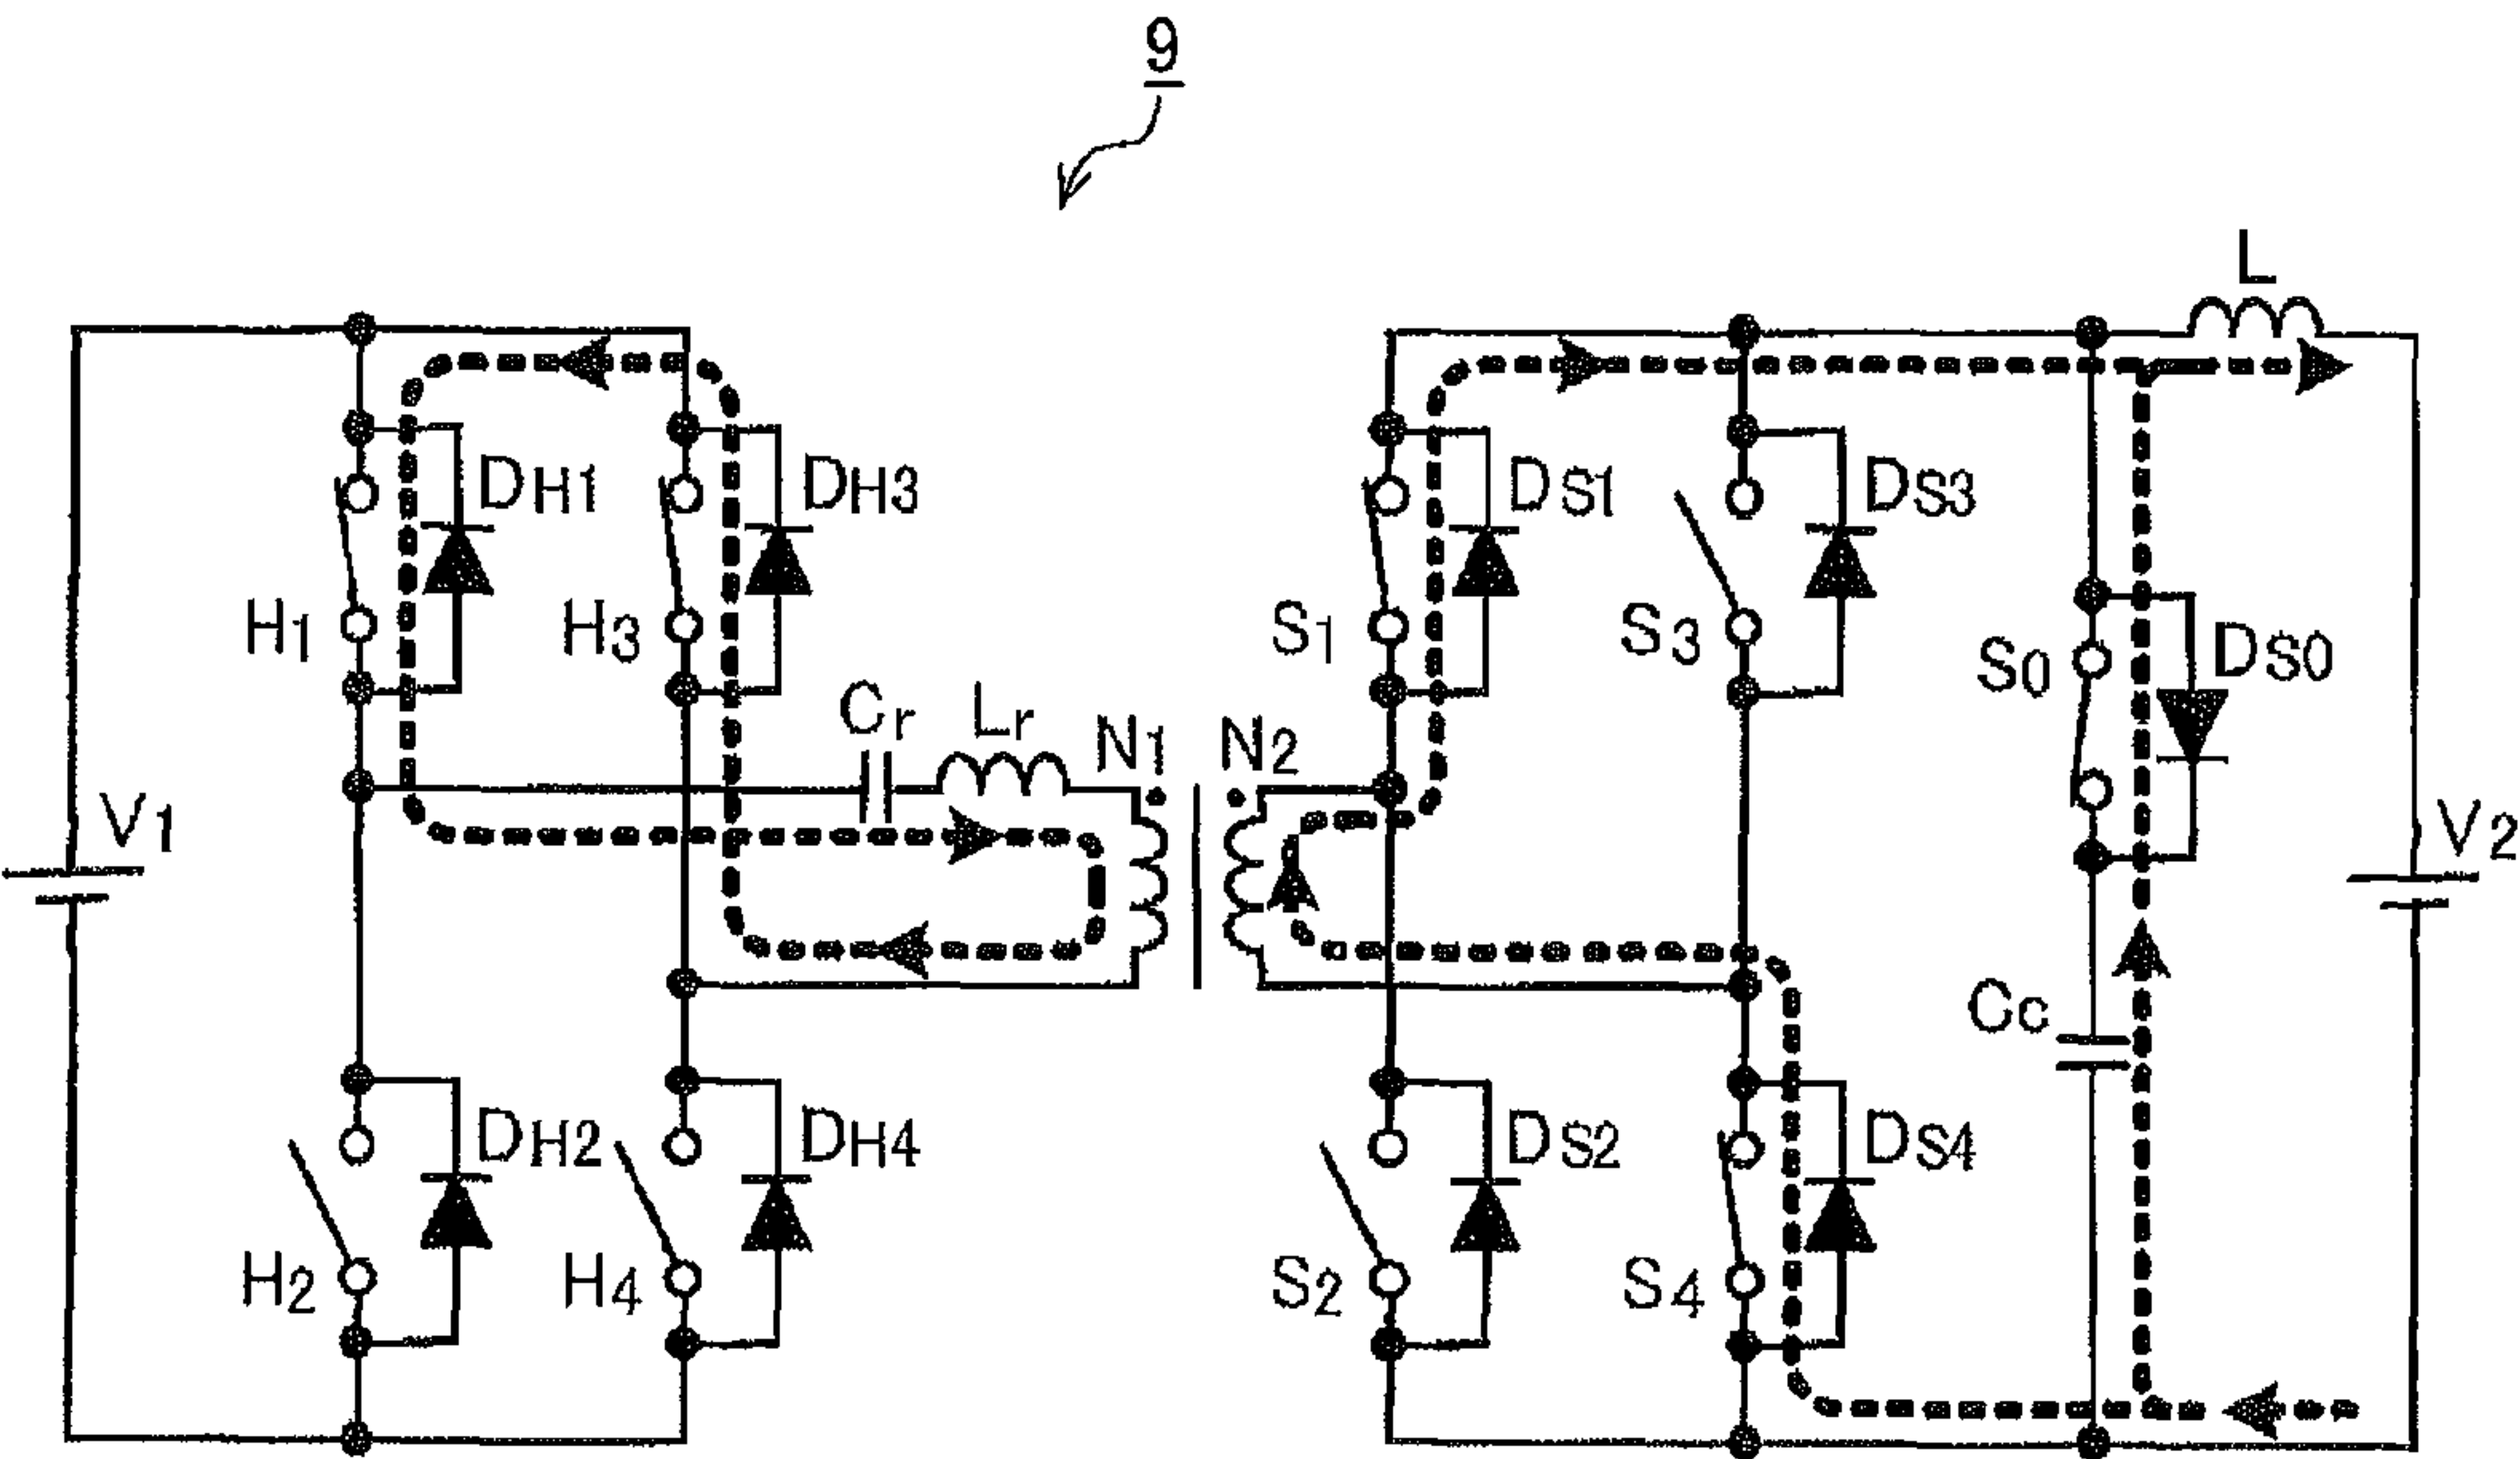 9
L
DH1
DH3
DS1
DS3
H1
H3
S1
S3
S0
DS0
Cr
Lr
N1
N2
V1
V2
Cc
DH2
DH4
DS2
DS4
H2
H4
S2
S4